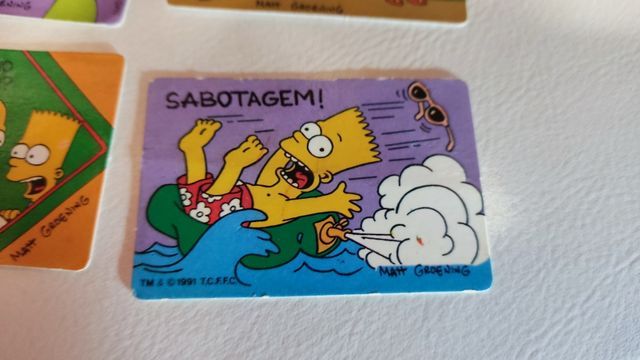 MATT GROENING
SABOTAGEM!
MATT GROENING
MATT GROENING
TM & © 1991 T.C.F.F.C.